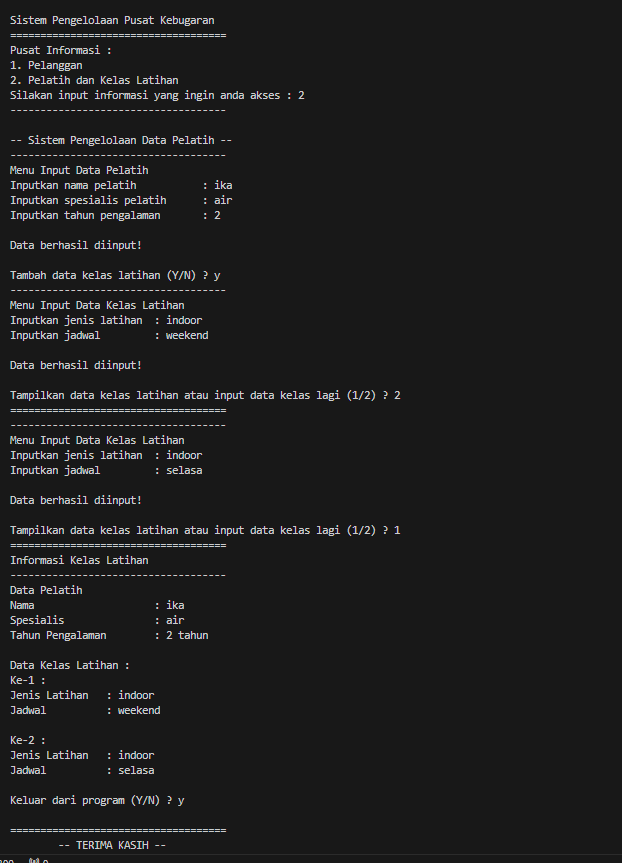 Sistem Pengelolaan Pusat Kebugaran
====================================
Pusat Informasi :
1. Pelanggan
2. Pelatih dan Kelas Latihan
Silakan input informasi yang ingin anda akses : 2
------------------------------------
-- Sistem Pengelolaan Data Pelatih --
------------------------------------
Menu Input Data Pelatih
Inputkan nama pelatih           : ika
Inputkan spesialis pelatih      : air
Inputkan tahun pengalaman       : 2
Data berhasil diinput!
Tambah data kelas latihan (Y/N) ? y
------------------------------------
Menu Input Data Kelas Latihan
Inputkan jenis latihan  : indoor
Inputkan jadwal         : weekend
Data berhasil diinput!
Tampilkan data kelas latihan atau input data kelas lagi (1/2) ? 2
====================================
------------------------------------
Menu Input Data Kelas Latihan
Inputkan jenis latihan  : indoor
Inputkan jadwal         : selasa
Data berhasil diinput!
Tampilkan data kelas latihan atau input data kelas lagi (1/2) ? 1
====================================
Informasi Kelas Latihan
------------------------------------
Data Pelatih
Nama                    : ika
Spesialis               : air
Tahun Pengalaman        : 2 tahun
Data Kelas Latihan :
Ke-1 :
Jenis Latihan   : indoor
Jadwal          : weekend
Ke-2 :
Jenis Latihan   : indoor
Jadwal          : selasa
Keluar dari program (Y/N) ? y
====================================
-- TERIMA KASIH --